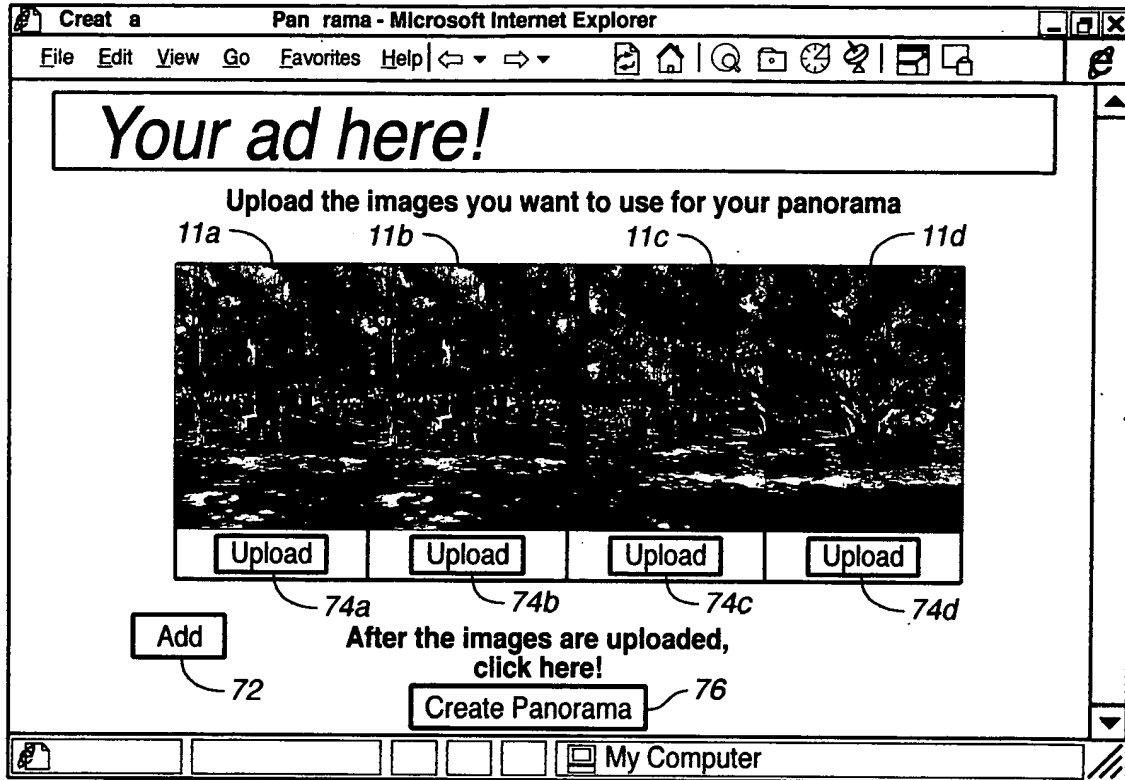 Creat a Pan rama - Microsoft Internet Explorer
File Edit View Go Favorites Help
Your ad here!
Upload the images you want to use for your panorama
11a 11b 11c 11d
Upload Upload Upload Upload
74a 74b 74c 74d
Add
72
After the images are uploaded,
click here!
Create Panorama
76
My Computer